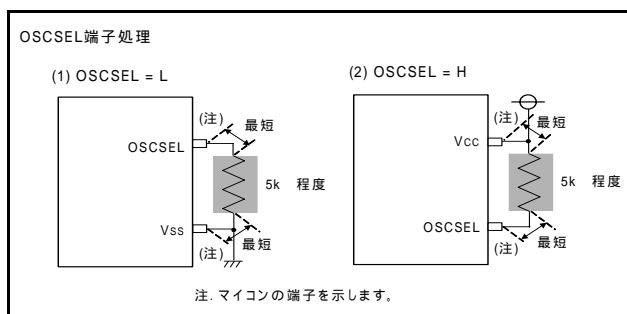 OSCSEL端子処理
(1) OSCSEL = L
(注)
最短
OSCSEL
5k 程度
Vss
(注)
最短
(2) OSCSEL = H
(注)
最短
Vcc
5k 程度
OSCSEL
(注)
最短
注. マイコンの端子を示します。